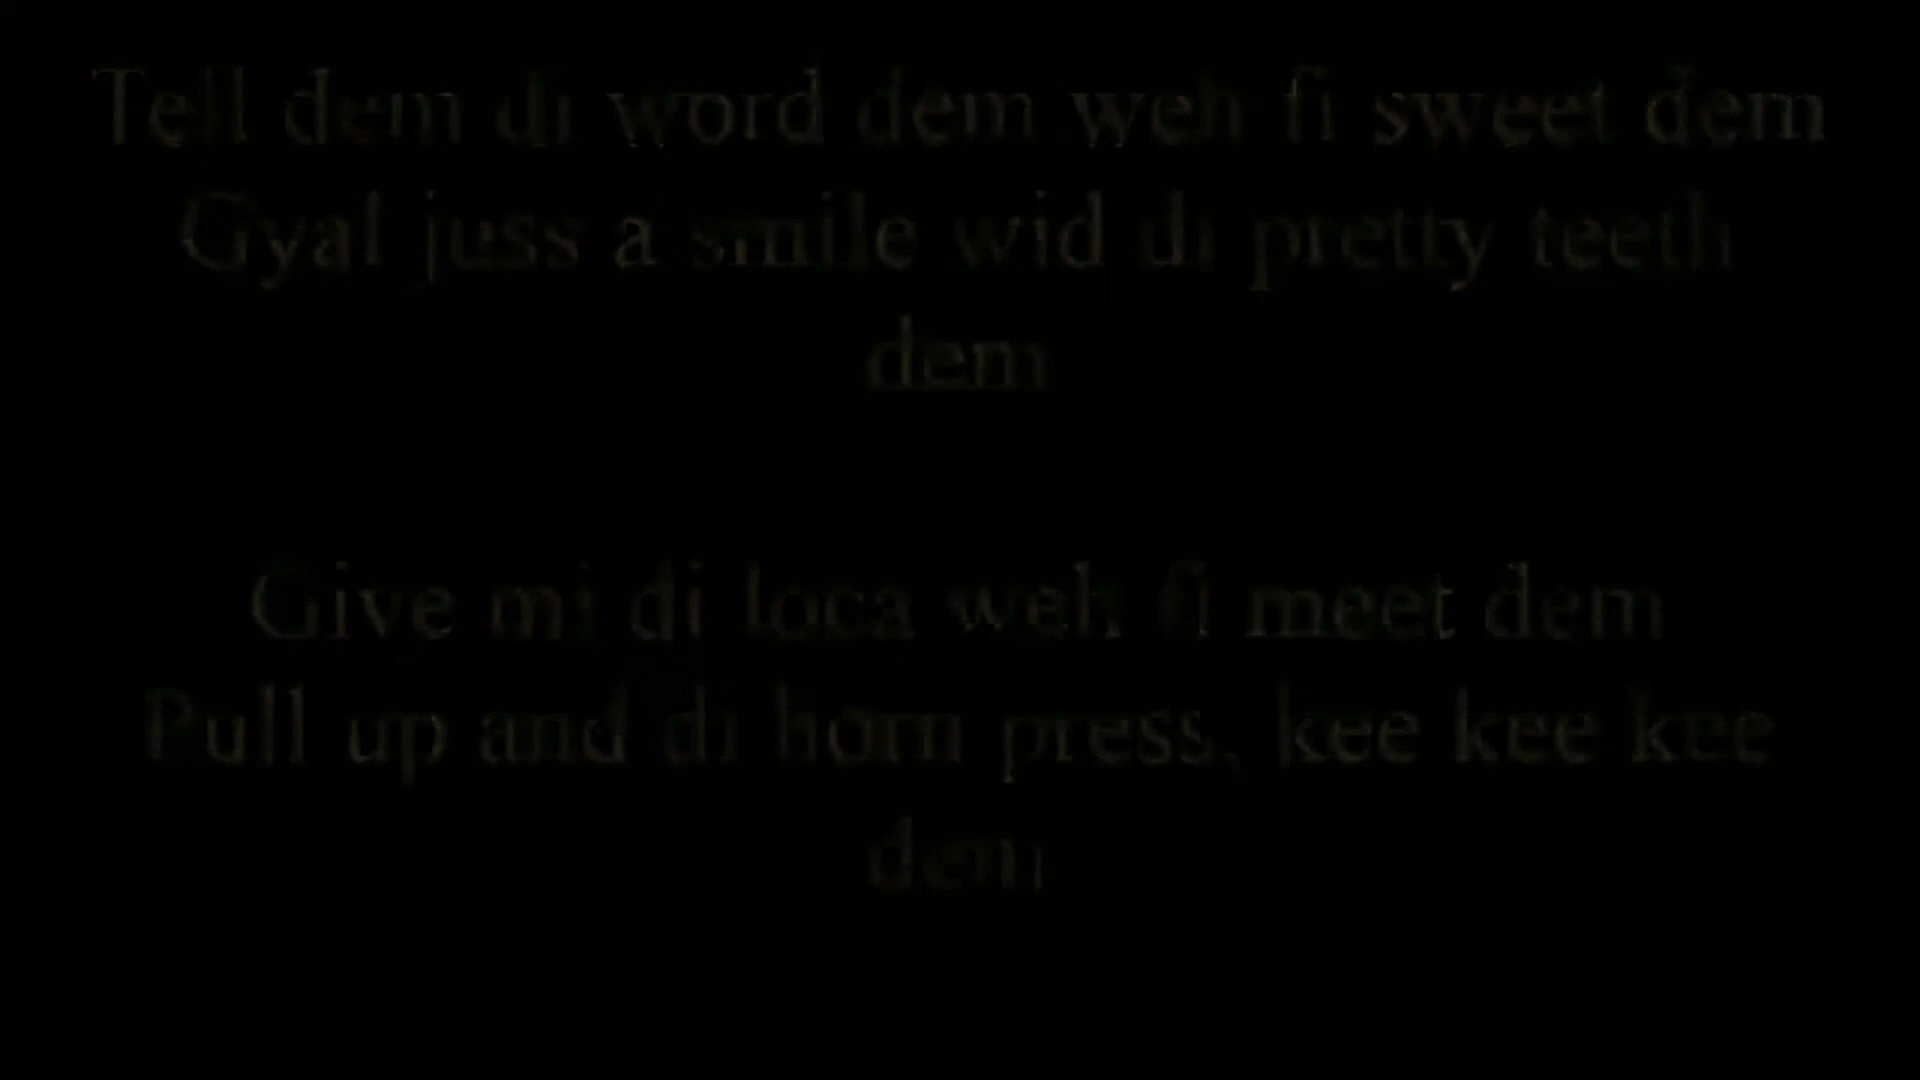 Tell dem di word dem weh fi sweet dem
Gyal juss a smile wid di pretty teeth
dem
Give mi di loca weh fi meet dem
Pull up and di horn press, kee kee kee
dem